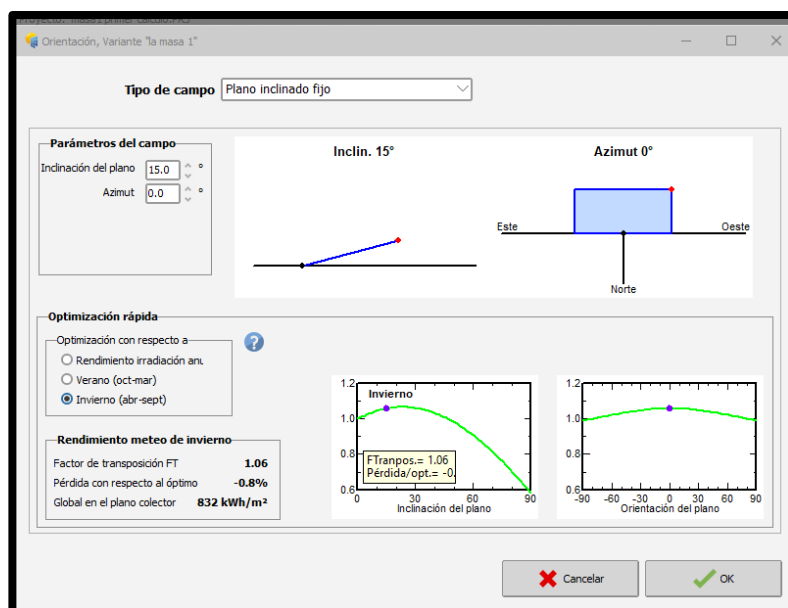 Proyecto: masa1primer calculo.PRJ
Orientación, Variante "la masa 1"
Tipo de campo Plano inclinado fijo
Parámetros del campo
Inclinación del plano 15.0 °
Azimut 0.0 °
Inclin. 15°
Azimut 0°
Este
Oeste
Norte
Optimización rápida
Optimización con respecto a
Rendimiento irradiación anu
Verano (oct-mar)
Invierno (abr-sept)
?
Rendimiento meteo de invierno
Factor de transposición FT 1.06
Pérdida con respecto al óptimo -0.8%
Global en el plano colector 832 kWh/m²
Invierno
1.2
1.0
0.8
0.6
FTranpos.= 1.06
Pérdida/opt.= -0.
0 30 60 90
Inclinación del plano
1.2
1.0
0.8
0.6
-90 -60 -30 0 30 60 90
Orientación del plano
Cancelar
OK